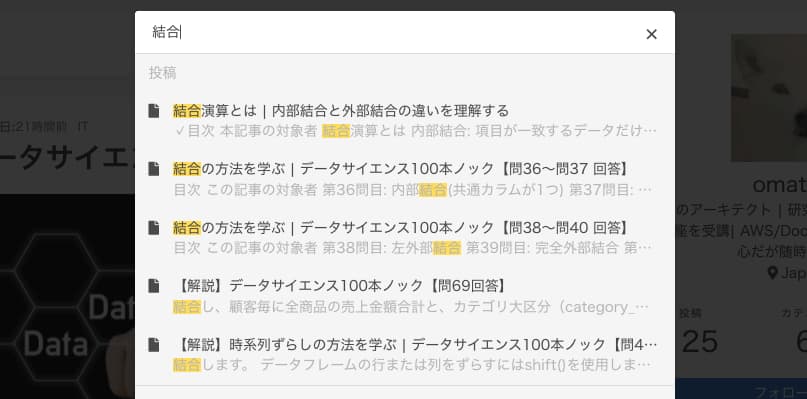 結合
投稿
結合演算とは | 内部結合と外部結合の違いを理解する
✓目次 本記事の対象者 結合演算とは 内部結合: 項目が一致するデータだけ…
結合の方法を学ぶ | データサイエンス100本ノック【問36〜問37 回答】
目次 この記事の対象者 第36問目: 内部結合(共通カラムが1つ) 第37問目: …
結合の方法を学ぶ | データサイエンス100本ノック【問38〜問40 回答】
目次 この記事の対象者 第38問目: 左外部結合 第39問目: 完全外部結合 第…
【解説】データサイエンス100本ノック【問69回答】
結合し、顧客毎に全商品の売上金額合計と、カテゴリ大区分（category_…
【解説】時系列ずらしの方法を学ぶ | データサイエンス100本ノック【問4…
結合します。 データフレームの行または列をずらすにはshift()を使用しま…
日:21時間前 IT
ータサイエン
Data
Dat
omat
のアーキテクト | 研
座を受講| AWS/Doc
心だが随時
Jap
投稿
カテ
25
6
フォロー